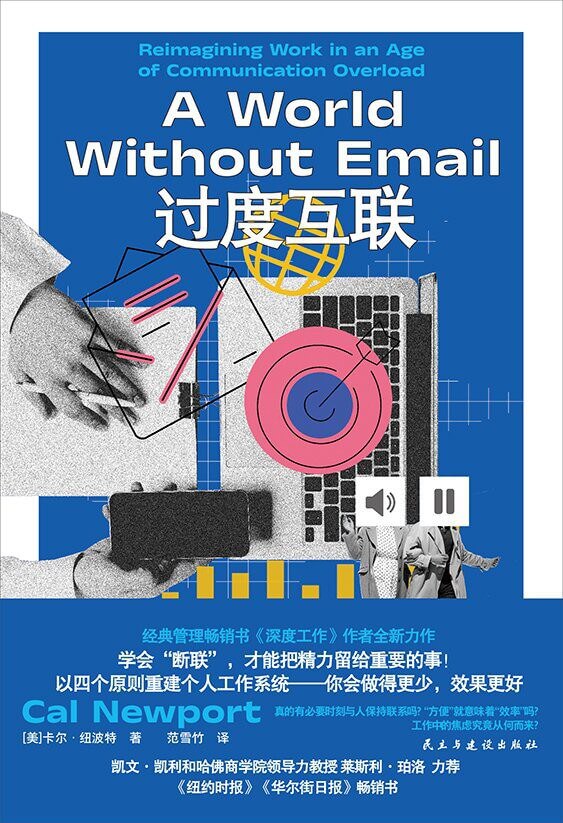 Reimagining Work in an Age
of Communication Overload
A World
Without Email
过度互联
经典管理畅销书《深度工作》作者全新力作
学会“断联”，才能把精力留给重要的事！
以四个原则重建个人工作系统——你会做得更少，效果更好
Cal Newport
真的有必要时刻与人保持联系吗？“方便”就意味着“效率”吗？
工作中的焦虑究竟从何而来？
[美]卡尔·纽波特 著 范雪竹 译
民主与建设出版社
凯文·凯利和哈佛商学院领导力教授 莱斯利·珀洛 力荐
《纽约时报》《华尔街日报》畅销书